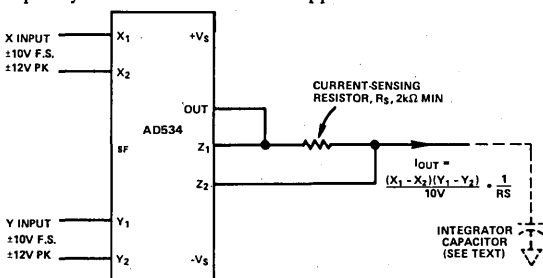 X INPUT
±10V F.S.
±12V PK
X1
X2
+VS
OUT
AD534
SF
Z1
Z2
Y INPUT
±10V F.S.
±12V PK
Y1
Y2
-VS
CURRENT-SENSING
RESISTOR, RS, 2kΩ MIN
IOUT =
(X1 - X2)(Y1 - Y2)
10V
• 1
RS
INTEGRATOR
CAPACITOR
(SEE TEXT)